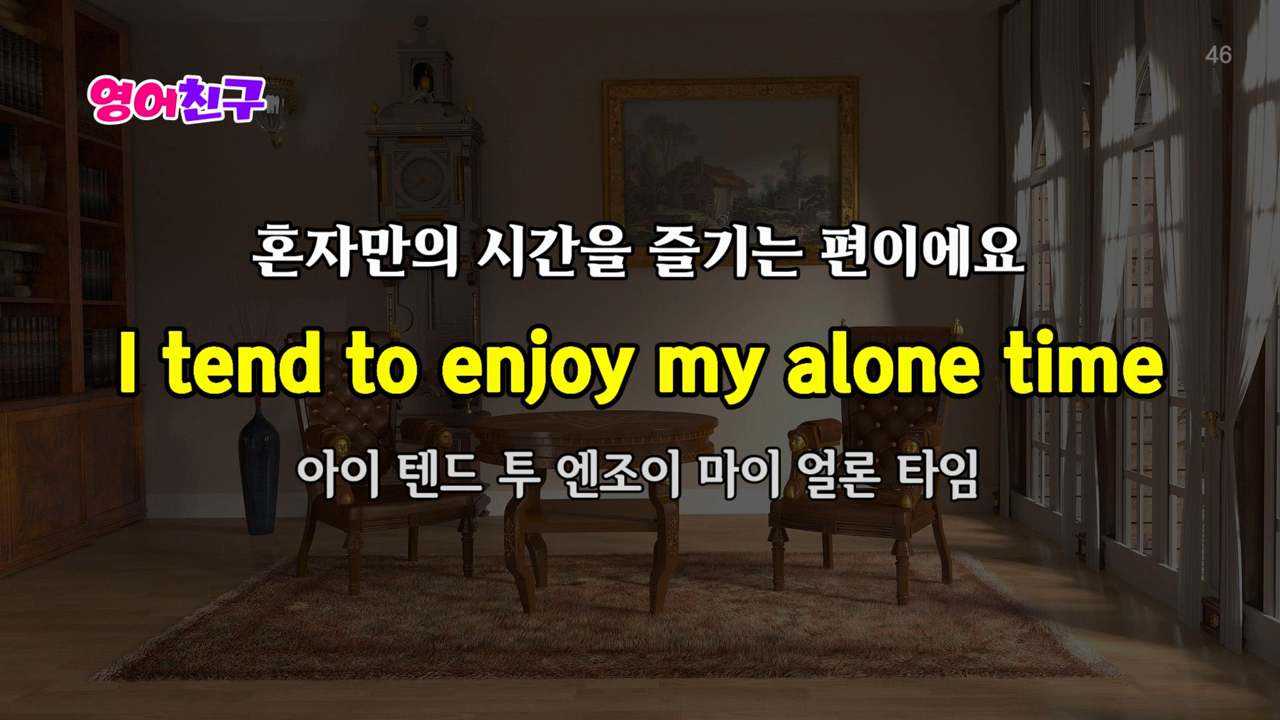 46
영어친구
혼자만의 시간을 즐기는 편이에요
I tend to enjoy my alone time
아이 텐드 투 엔조이 마이 얼론 타임